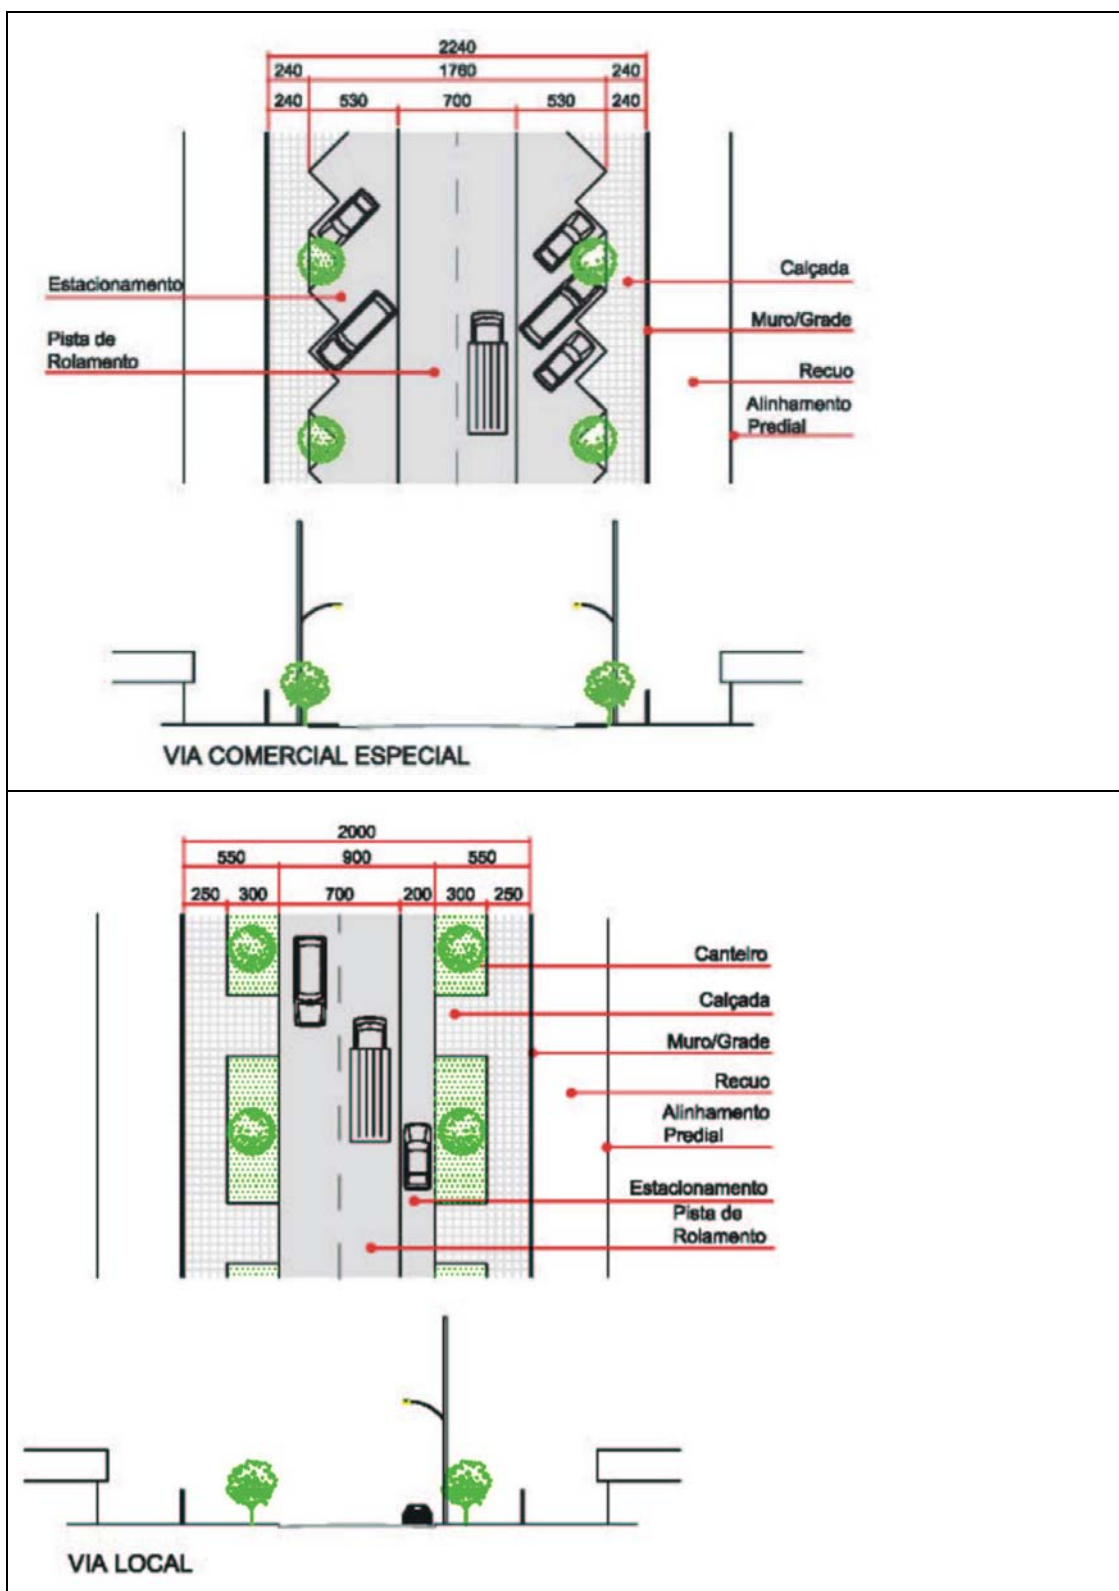 2240
240 1760 240
240 530 700 530 240
Estacionamento
Pista de
Rolamento
Calçada
Muro/Grade
Recuo
Alinhamento
Predial
VIA COMERCIAL ESPECIAL
2000
550 900 550
250 300 700 200 300 250
Canteiro
Calçada
Muro/Grade
Recuo
Alinhamento
Predial
Estacionamento
Pista de
Rolamento
VIA LOCAL